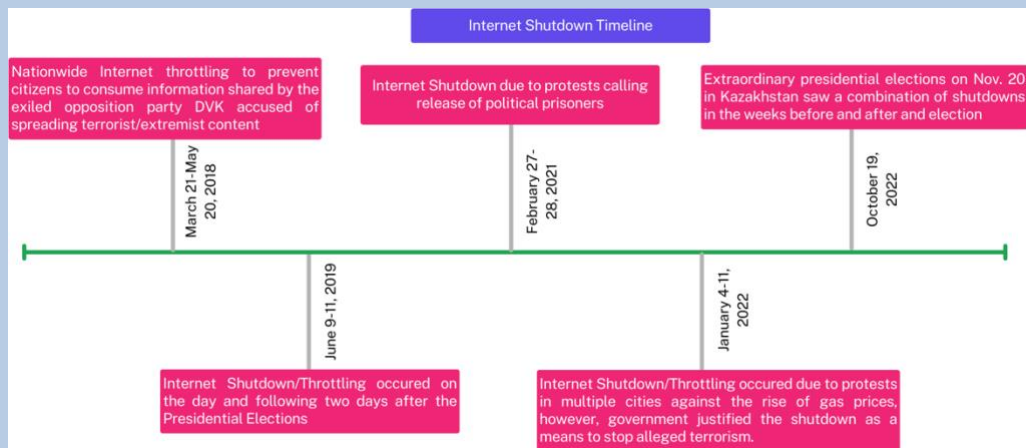 Internet Shutdown Timeline
Nationwide Internet throttling to prevent
citizens to consume information shared by the
exiled opposition party DVK accused of
spreading terrorist/extremist content
March 21-May
20, 2018
June 9-11, 2019
Internet Shutdown/Throttling occured on
the day and following two days after the
Presidential Elections
Internet Shutdown due to protests calling
release of political prisoners
February 27-
28, 2021
January 4-11,
2022
Internet Shutdown/Throttling occured due to protests
in multiple cities against the rise of gas prices,
however, government justified the shutdown as a
means to stop alleged terrorism.
Extraordinary presidential elections on Nov. 20
in Kazakhstan saw a combination of shutdowns
in the weeks before and after and election
October 19,
2022